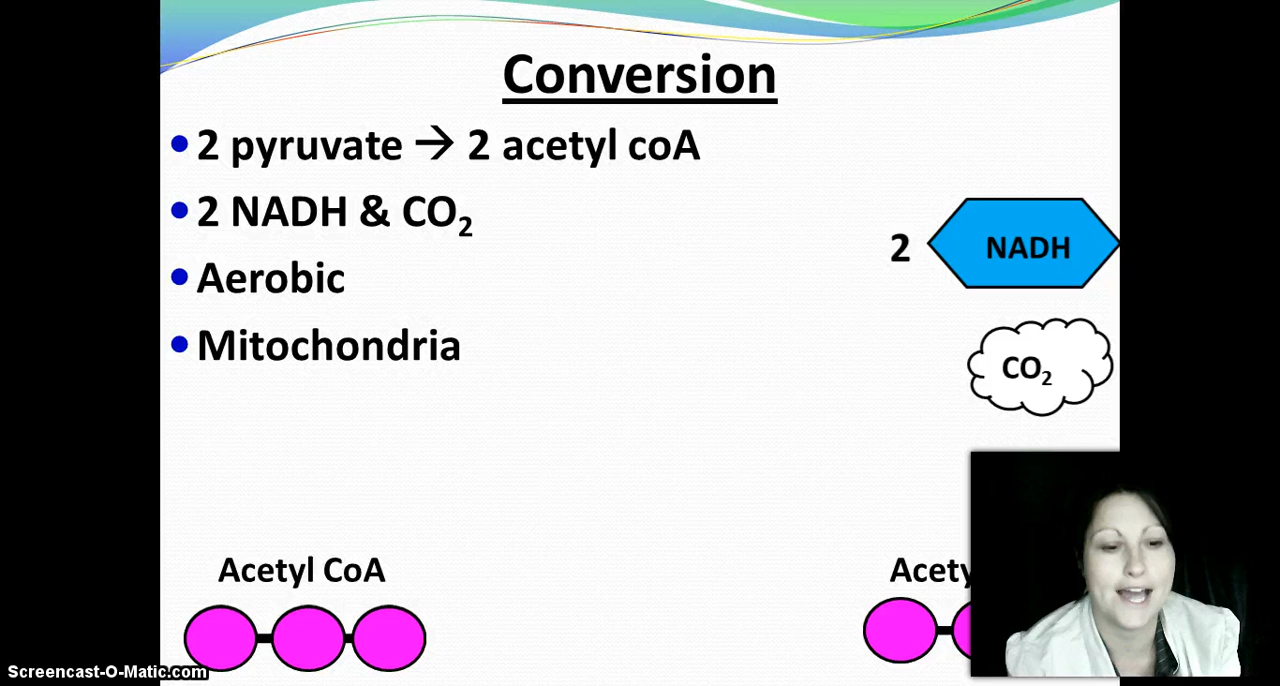 Conversion
2 pyruvate → 2 acetyl coA
2 NADH & CO₂
Aerobic
Mitochondria
2 NADH
CO₂
Acetyl CoA
Acety
Screencast-O-Matic.com